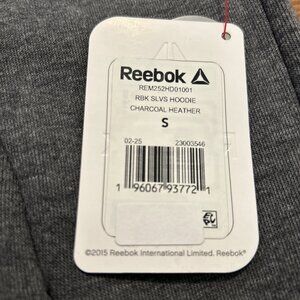 Reebok
REM252HD01001
RBK SLVS HOODIE
CHARCOAL HEATHER
S
02-25 23003546
1 96067 93772 1
©2015 Reebok International Limited. Reebok®